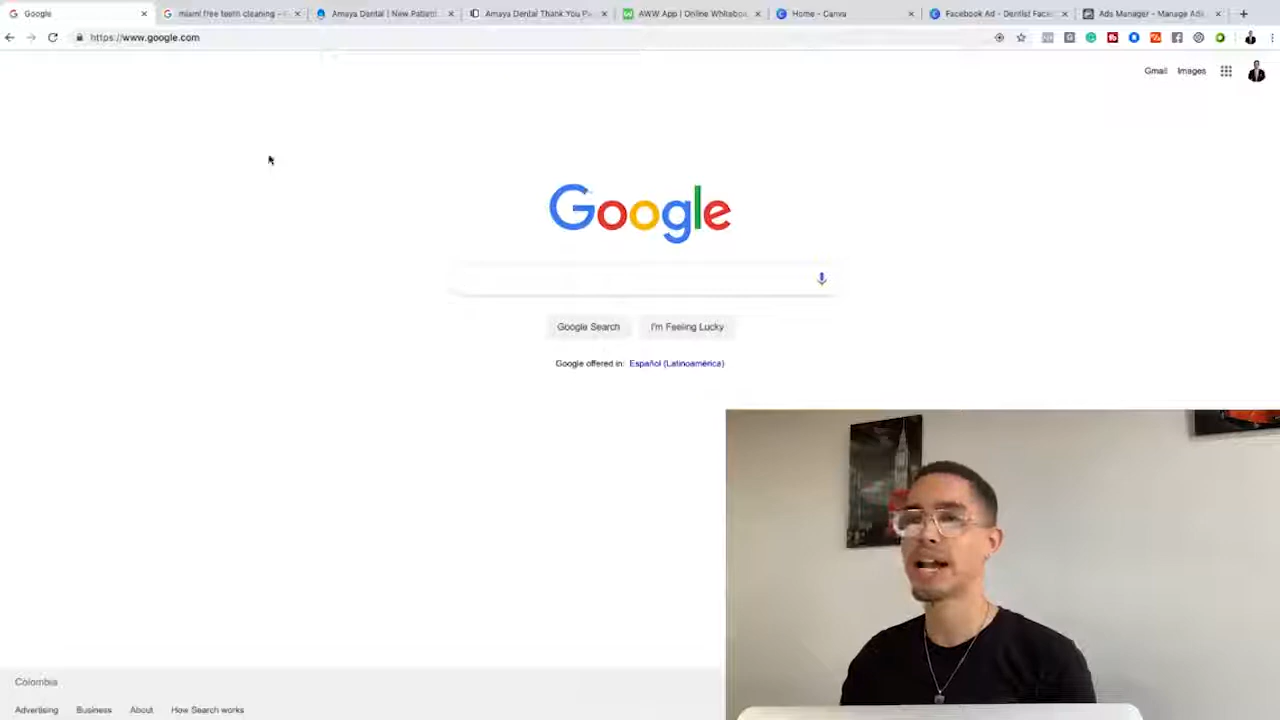 Google
miami free teeth cleaning –
Amaya Dental | New Patient
Amaya Dental Thank You P
AWW App | Online Whiteboa
Home - Canva
Facebook Ad - Dentist Face
Ads Manager - Manage Ads
https://www.google.com
Gmail Images
Google
Google Search I'm Feeling Lucky
Google offered in: Español (Latinoamérica)
Colombia
Advertising Business About How Search works